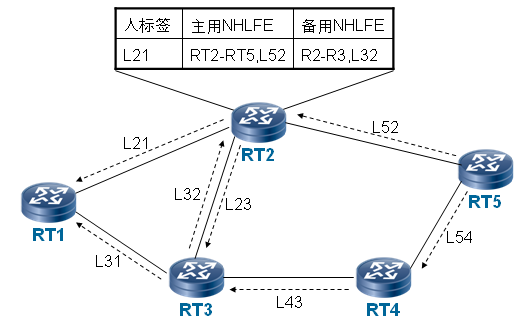 人标签 主用NHLFE 备用NHLFE
L21 RT2-RT5,L52 R2-R3,L32
L21
RT2
L52
L32
L23
RT5
RT1
L54
L31
RT3
L43
RT4